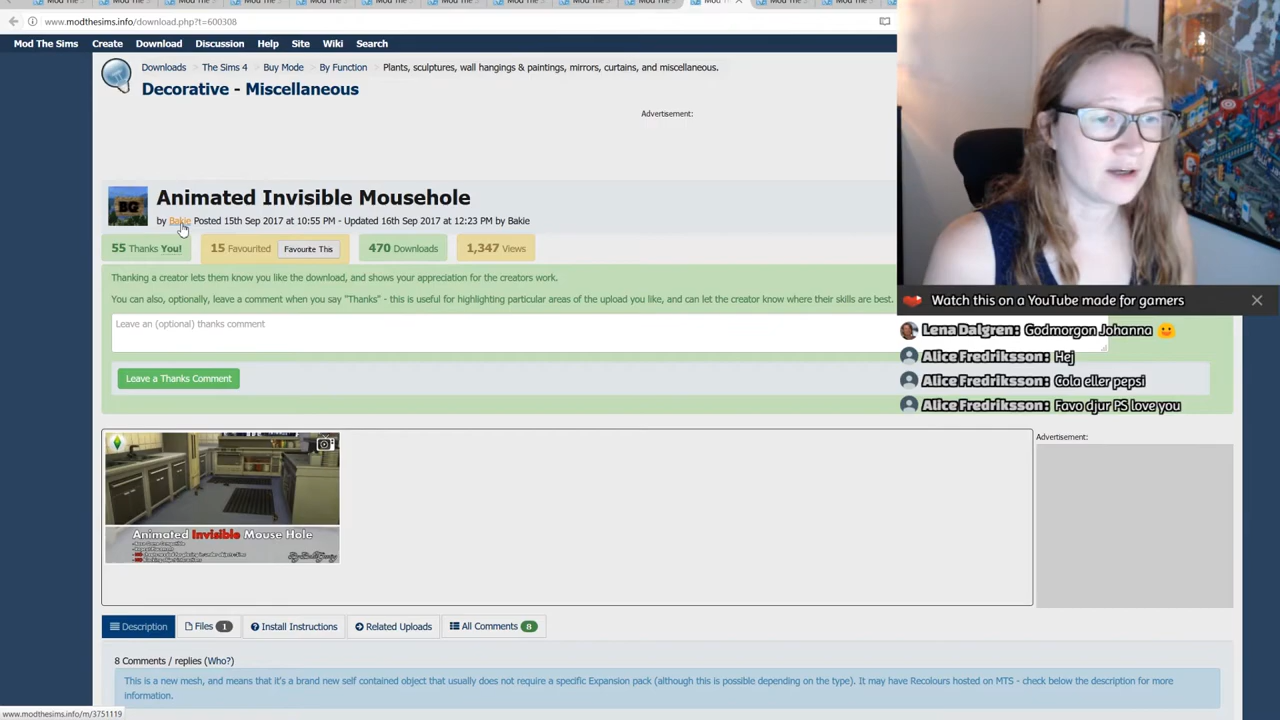 Mod The
www.modthesims.info/download.php?t=600308
Mod The Sims Create Download Discussion Help Site Wiki Search
Downloads > The Sims 4 > Buy Mode > By Function > Plants, sculptures, wall hangings & paintings, mirrors, curtains, and miscellaneous.
Decorative - Miscellaneous
Advertisement:
BG
Animated Invisible Mousehole
by Bakie Posted 15th Sep 2017 at 10:55 PM - Updated 16th Sep 2017 at 12:23 PM by Bakie
55 Thanks You! 15 Favourited Favourite This 470 Downloads 1,347 Views
Thanking a creator lets them know you like the download, and shows your appreciation for the creators work.
You can also, optionally, leave a comment when you say "Thanks" - this is useful for highlighting particular areas of the upload you like, and can let the creator know where their skills are best.
Leave an (optional) thanks comment
Leave a Thanks Comment
Watch this on a YouTube made for gamers
Lena Dalgren: Godmorgon Johanna
Alice Fredriksson: Hej
Alice Fredriksson: Cola eller pepsi
Alice Fredriksson: Favo djur PS love you
Advertisement:
Animated Invisible Mouse Hole
Description Files 1 Install Instructions Related Uploads All Comments 8
8 Comments / replies (Who?)
This is a new mesh, and means that it's a brand new self contained object that usually does not require a specific Expansion pack (although this is possible depending on the type). It may have Recolours hosted on MTS - check below the description for more
information.
www.modthesims.info/m/3751119